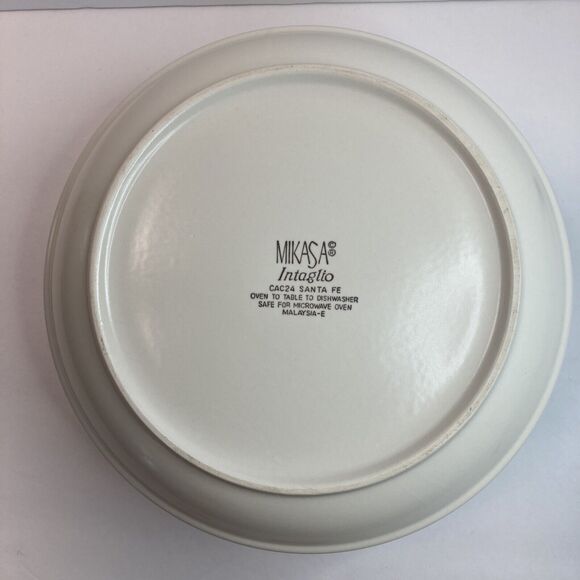 MIKASA©®
Intaglio
CAC24 SANTA FE
OVEN TO TABLE TO DISHWASHER
SAFE FOR MICROWAVE OVEN
MALAYSIA-E